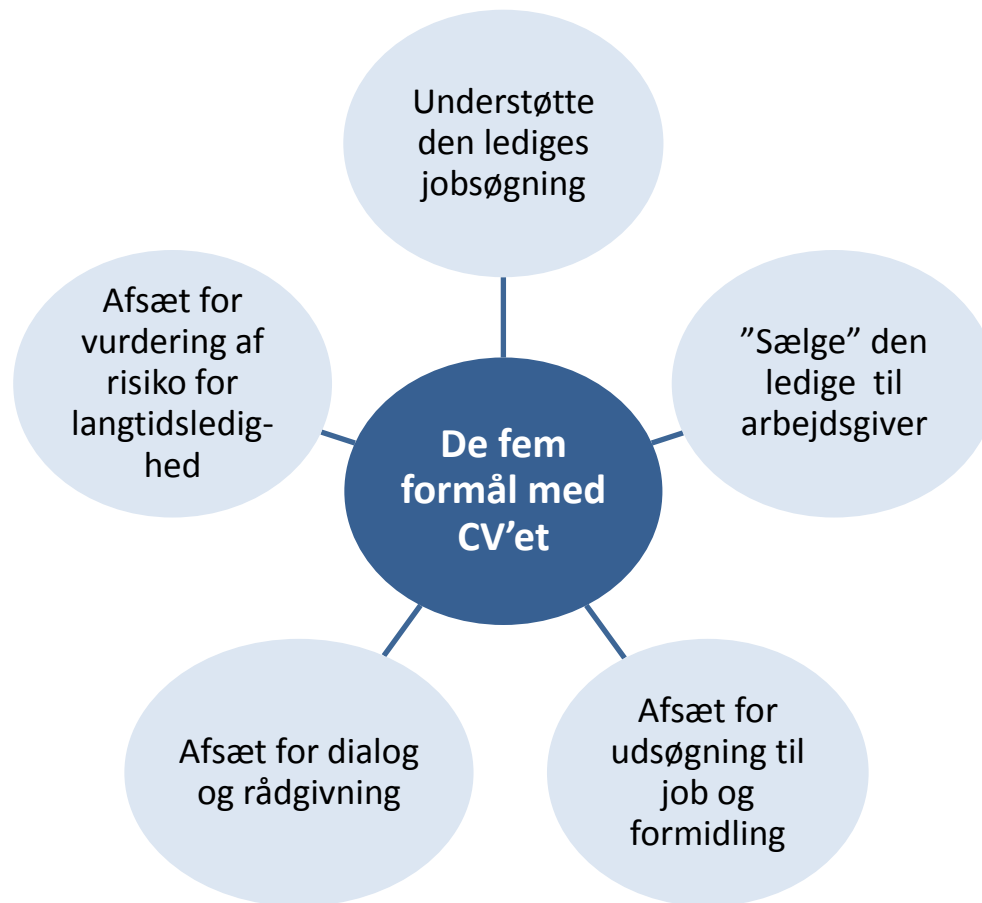 Understøtte
den lediges
jobsøgning
”Sælge” den
ledige til
arbejdsgiver
Afsæt for
udsøgning til
job og
formidling
Afsæt for dialog
og rådgivning
Afsæt for
vurdering af
risiko for
langtidsledig-
hed
De fem
formål med
CV’et